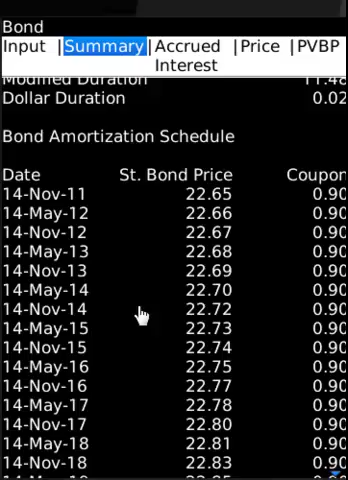 Bond
Input |Summary|Accrued Interest |Price |PVBP
Modified Duration 11.48
Dollar Duration 0.02
Bond Amortization Schedule
Date St. Bond Price Coupon
14-Nov-11 22.65 0.90
14-May-12 22.66 0.90
14-Nov-12 22.67 0.90
14-May-13 22.68 0.90
14-Nov-13 22.69 0.90
14-May-14 22.70 0.90
14-Nov-14 22.72 0.90
14-May-15 22.73 0.90
14-Nov-15 22.74 0.90
14-May-16 22.75 0.90
14-Nov-16 22.77 0.90
14-May-17 22.78 0.90
14-Nov-17 22.80 0.90
14-May-18 22.81 0.90
14-Nov-18 22.83 0.90